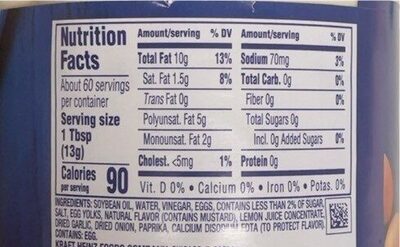 Nutrition
Facts
About 60 servings
per container
Serving size
1 Tbsp
(13g)
Calories
per serving 90
Amount/serving % DV
Total Fat 10g 13%
Sat. Fat 1.5g 8%
Trans Fat 0g
Polyunsat. Fat 5g
Monounsat. Fat 2g
Cholest. <5mg 1%
Amount/serving % DV
Sodium 70mg 3%
Total Carb. 0g 0%
Fiber 0g 0%
Total Sugars 0g
Incl. 0g Added Sugars 0%
Protein 0g
Vit. D 0% • Calcium 0% • Iron 0% • Potas. 0%
INGREDIENTS: SOYBEAN OIL, WATER, VINEGAR, EGGS, CONTAINS LESS THAN 2% OF SUGAR,
SALT, EGG YOLKS, NATURAL FLAVOR (CONTAINS MUSTARD), LEMON JUICE CONCENTRATE,
DRIED GARLIC, DRIED ONION, PAPRIKA, CALCIUM DISODIUM EDTA (TO PROTECT FLAVOR).
CONTAINS: EGG.
KRAFT HEINZ FOODS COMPANY